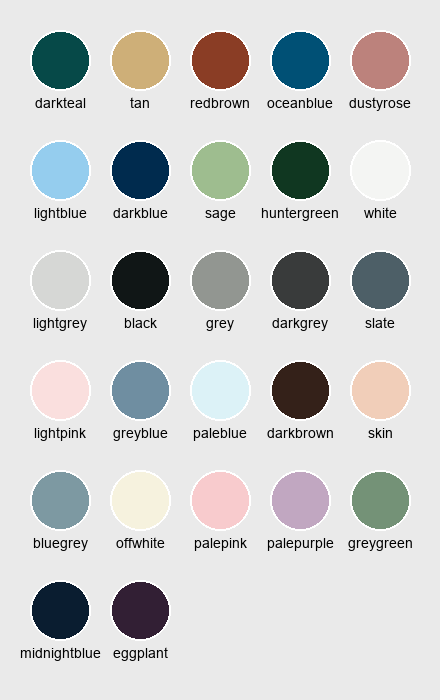 darkteal tan redbrown oceanblue dustyrose
lightblue darkblue sage huntergreen white
lightgrey black grey darkgrey slate
lightpink greyblue paleblue darkbrown skin
bluegrey offwhite palepink palepurple greygreen
midnightblue eggplant